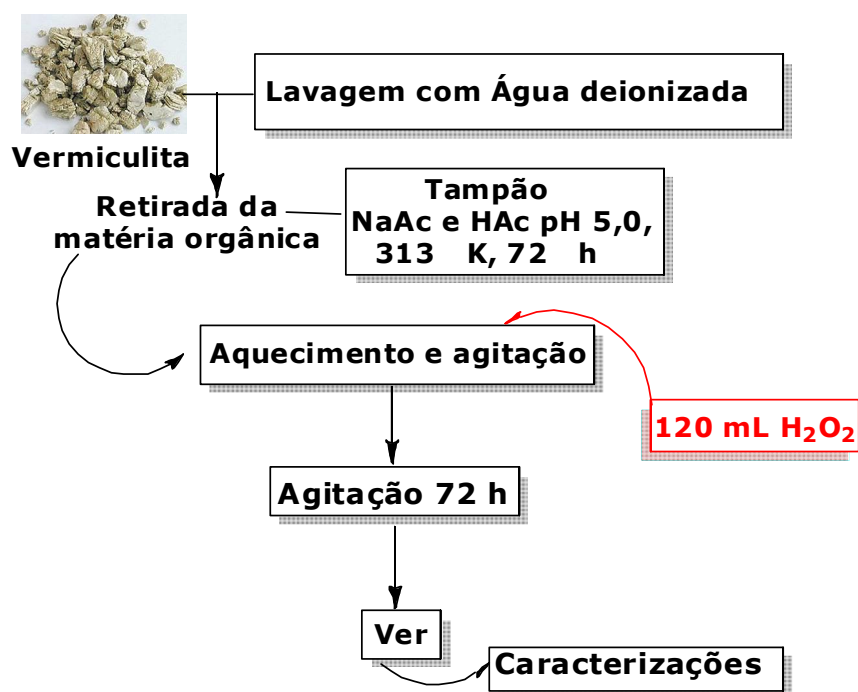 Lavagem com Água deionizada
Vermiculita
Retirada da
matéria orgânica
Tampão
NaAc e HAc pH 5,0,
313 K, 72 h
Aquecimento e agitação
120 mL H₂O₂
Agitação 72 h
Ver
Caracterizações